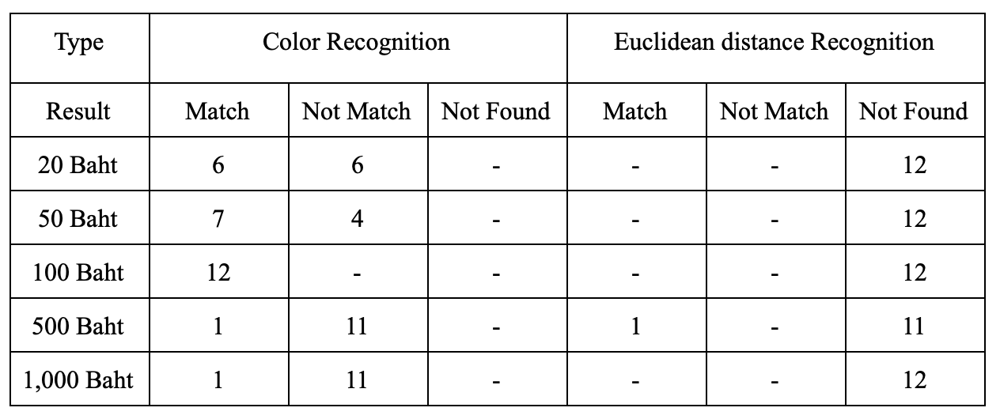 Type Color Recognition Euclidean distance Recognition
Result Match Not Match Not Found Match Not Match Not Found
20 Baht 6 6 - - - 12
50 Baht 7 4 - - - 12
100 Baht 12 - - - - 12
500 Baht 1 11 - 1 - 11
1,000 Baht 1 11 - - - 12